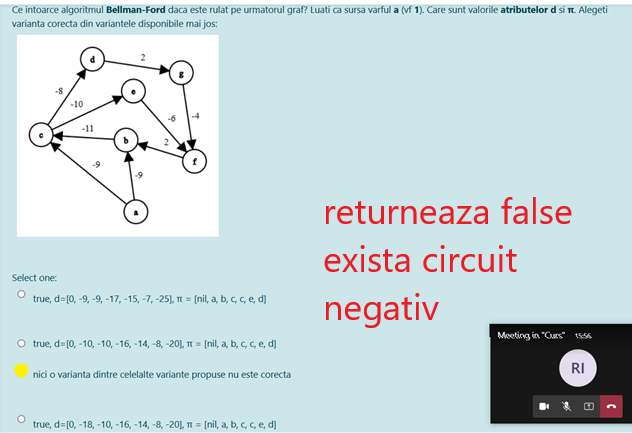 Ce intoarce algoritmul Bellman-Ford daca este rulat pe urmatorul graf? Luati ca sursa varful a (vf 1). Care sunt valorile atributelor d si π. Alegeti
varianta corecta din variantele disponibile mai jos:
d
2
g
-8
e
-10
-6
-4
c
-11
b
2
f
-9
-9
a
returneaza false
exista circuit
negativ
Select one:
true, d=[0, -9, -9, -17, -15, -7, -25], π = [nil, a, b, c, c, e, d]
true, d=[0, -10, -10, -16, -14, -8, -20], π = [nil, a, b, c, c, e, d]
nici o varianta dintre celelalte variante propuse nu este corecta
true, d=[0, -18, -10, -16, -14, -8, -20], π = [nil, a, b, c, c, e, d]
Meeting in "Curs" 15:56
RI